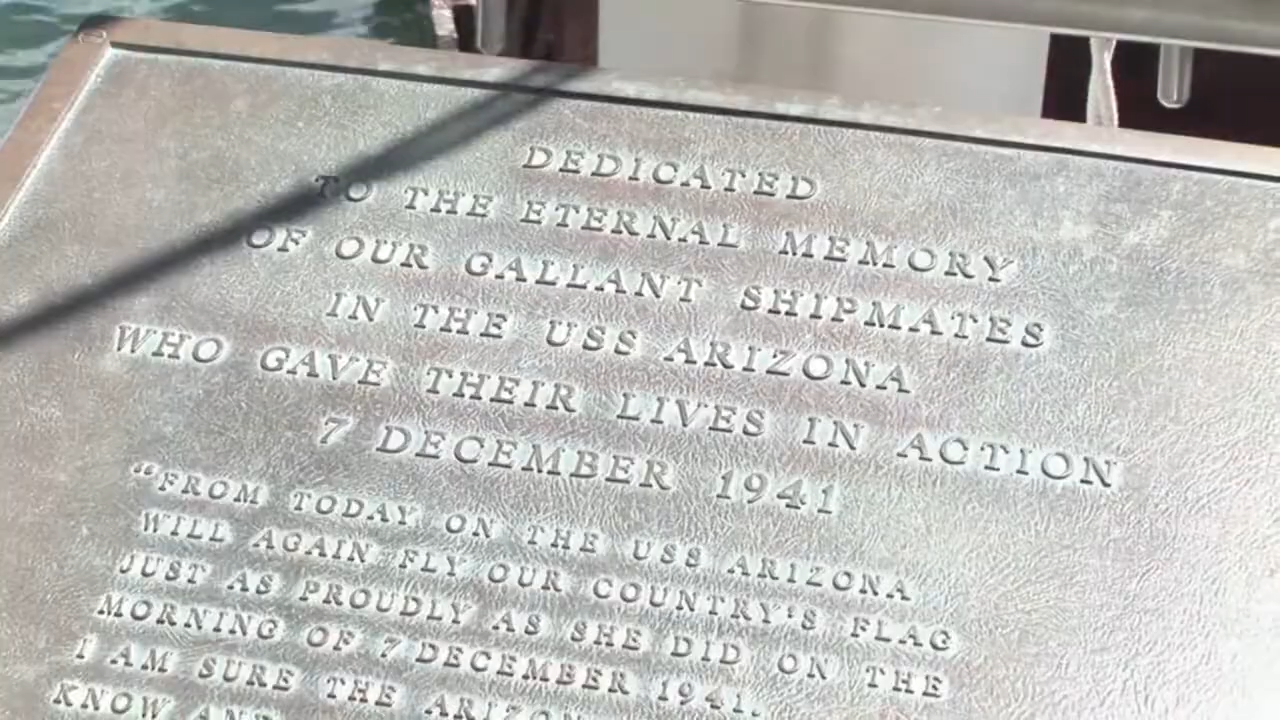 DEDICATED
TO THE ETERNAL MEMORY
OF OUR GALLANT SHIPMATES
IN THE USS ARIZONA
WHO GAVE THEIR LIVES IN ACTION
7 DECEMBER 1941
“FROM TODAY ON THE USS ARIZONA
WILL AGAIN FLY OUR COUNTRY'S FLAG
JUST AS PROUDLY AS SHE DID ON THE
MORNING OF 7 DECEMBER 1941.
I AM SURE THE
KNOW AND